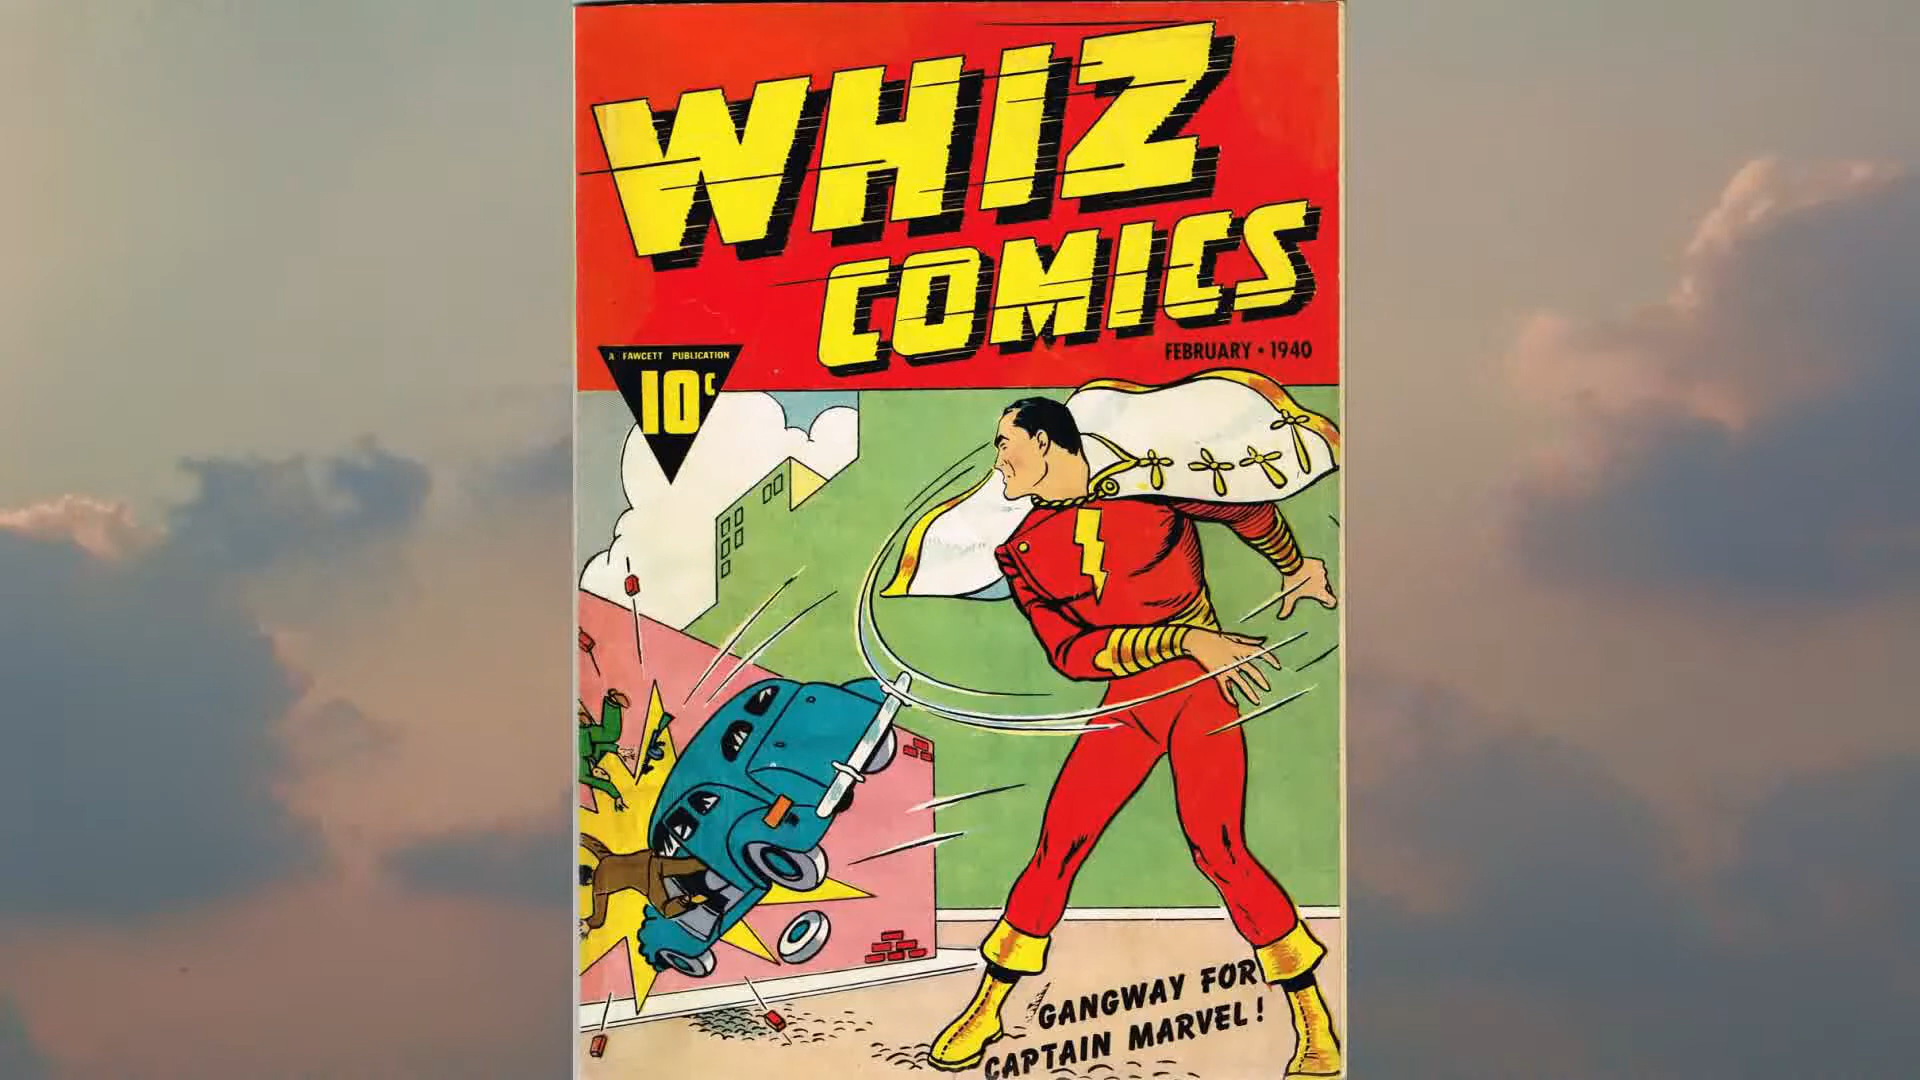 WHIZ
COMICS
FEBRUARY • 1940
A FAWCETT PUBLICATION
10¢
GANGWAY FOR
CAPTAIN MARVEL!